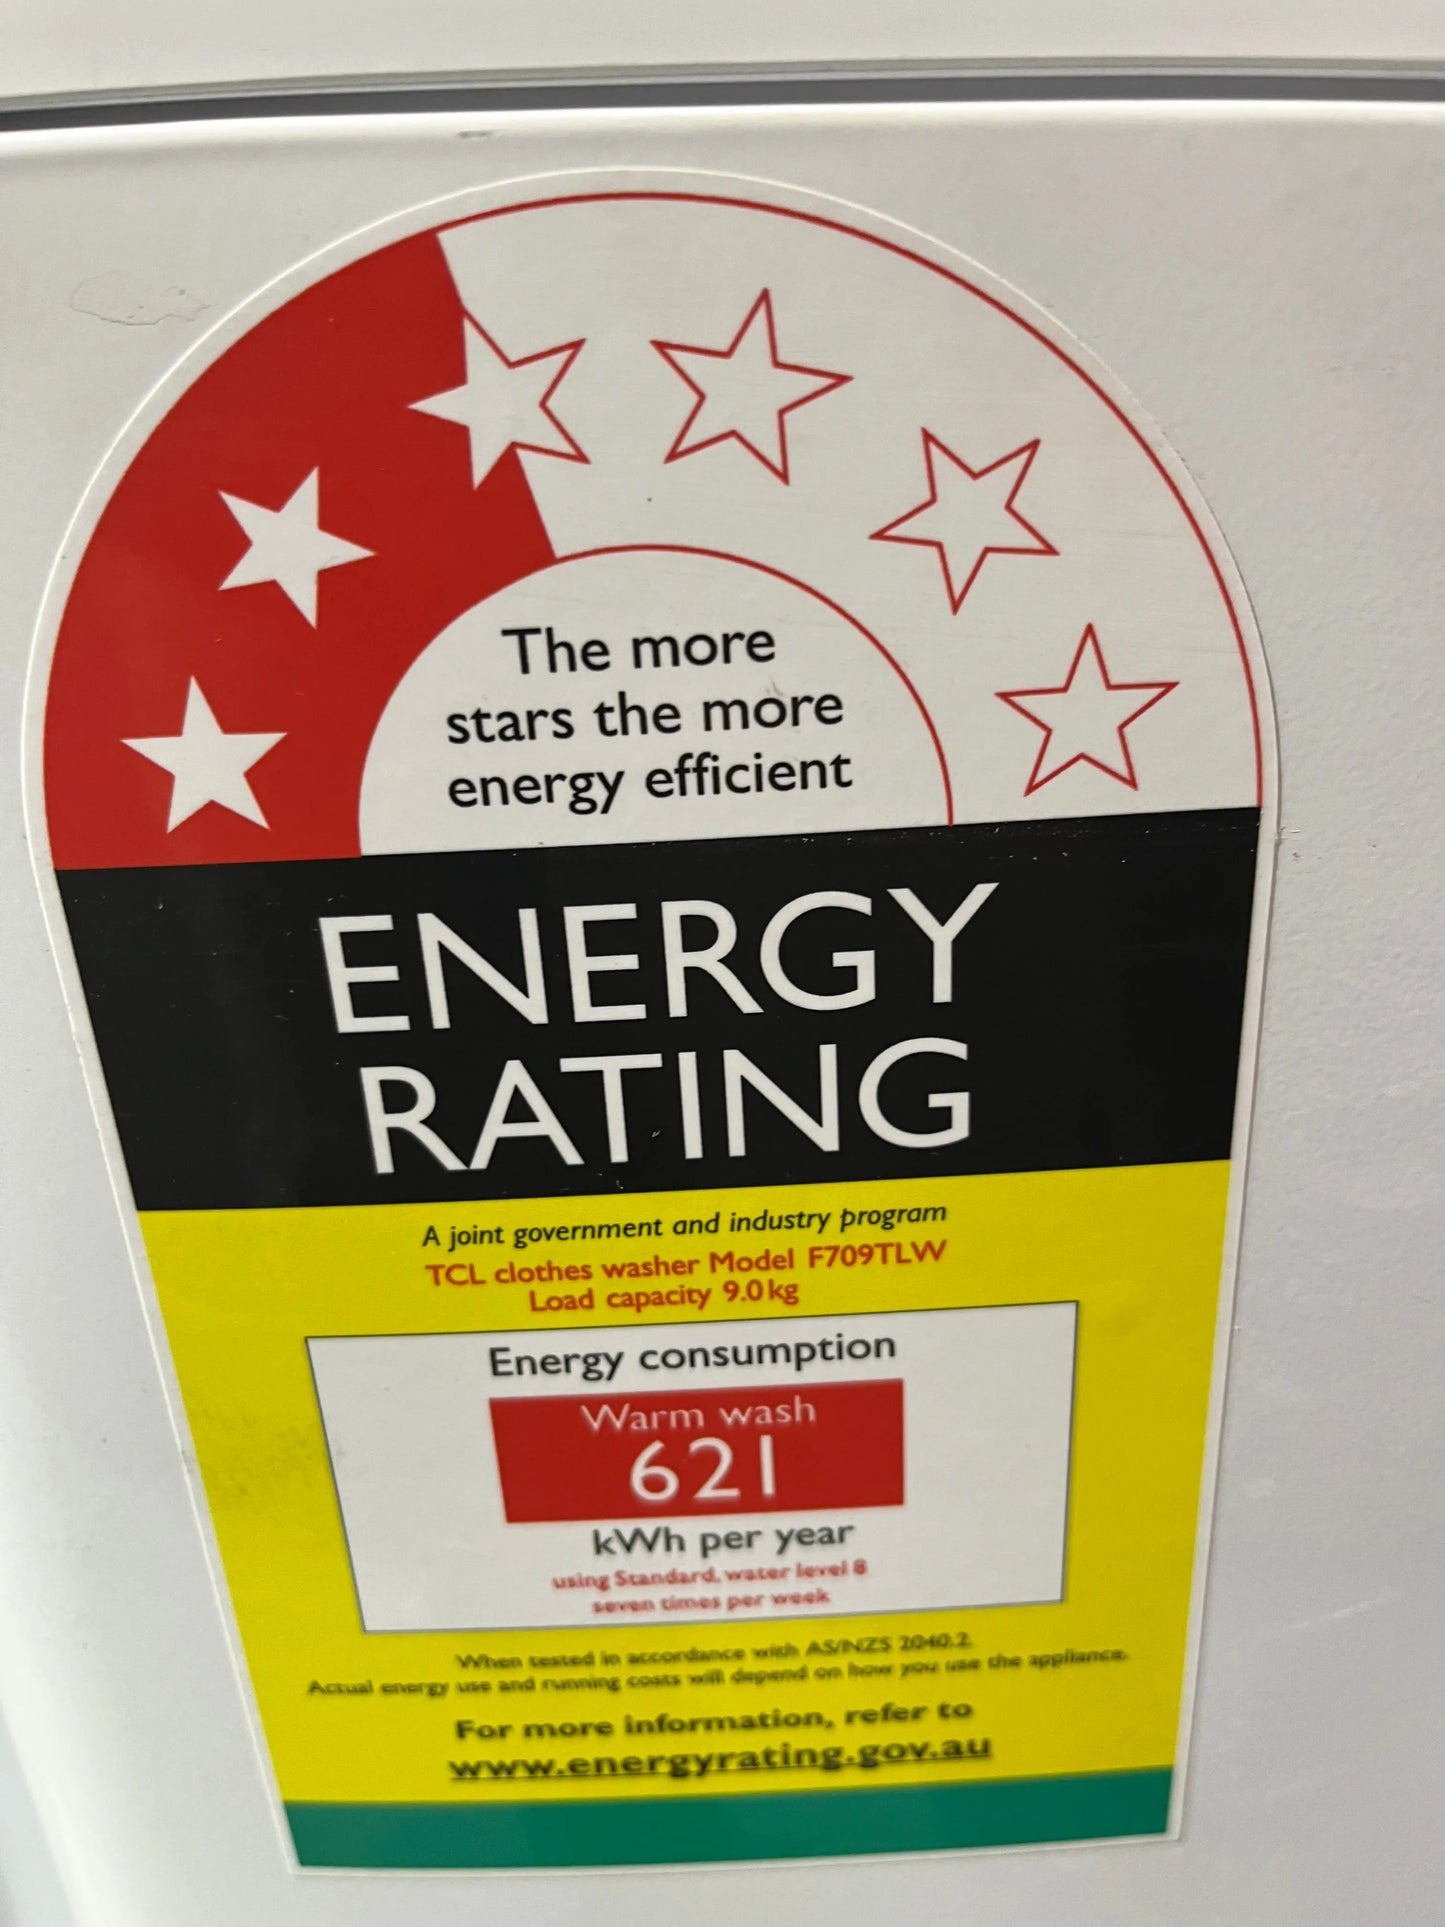 The more
stars the more
energy efficient
ENERGY
RATING
A joint government and industry program
TCL clothes washer Model F709TLW
Load capacity 9.0kg
Energy consumption
Warm wash
621
kWh per year
using Standard, water level 8
seven times per week
When tested in accordance with AS/NZS 2040.2.
Actual energy use and running costs will depend on how you use the appliance.
For more information, refer to
www.energyrating.gov.au